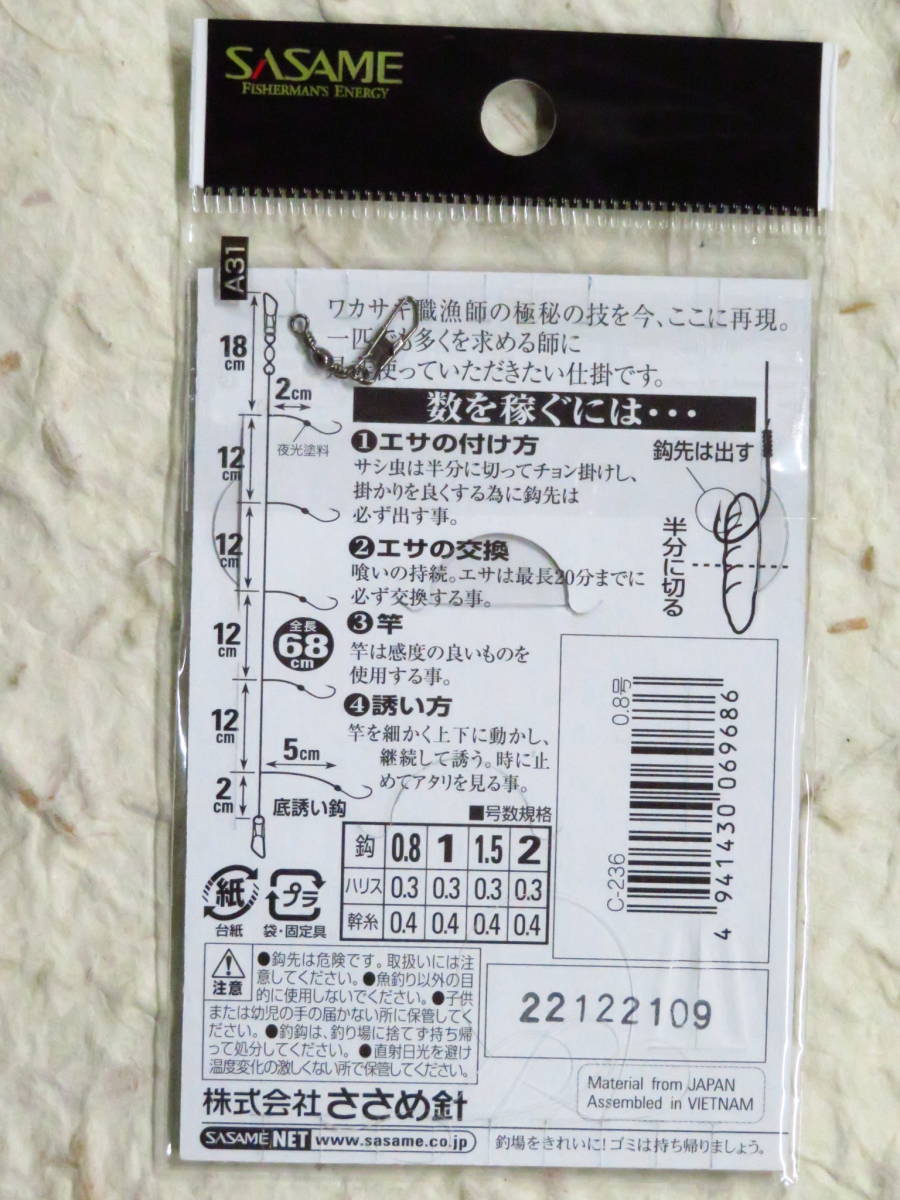 SASAME
FISHERMAN'S ENERGY
A31
ワカサギ職漁師の極秘の技を今、ここに再現。
一匹でも多くを求める師に
使っていただきたい仕掛です。
数を稼ぐには・・・
18cm
2cm
夜光塗料
12cm
12cm
12cm
12cm
全長
68cm
5cm
2cm
底誘い鈎
❶エサの付け方
サシ虫は半分に切ってチョン掛けし、
掛かりを良くする為に鈎先は
必ず出す事。
❷エサの交換
喰いの持続。エサは最長20分までに
必ず交換する事。
❸竿
竿は感度の良いものを
使用する事。
❹誘い方
竿を細かく上下に動かし、
継続して誘う。時に止
めてアタリを見る事。
鈎先は出す
半分に切る
■号数規格
鈎 0.8 1 1.5 2
ハリス 0.3 0.3 0.3 0.3
幹糸 0.4 0.4 0.4 0.4
紙
台紙
プラ
袋・固定具
0.8号
C-236
4 941430 069686
注意
●鈎先は危険です。取扱いには注
意してください。●魚釣り以外の目
的に使用しないでください。●子供
または幼児の手の届かない所に保管してく
ださい。●釣鈎は、釣り場に捨てず持ち帰
って処分してください。●直射日光を避け
温度変化の激しくない所で保管してください。
22122109
Material from JAPAN
Assembled in VIETNAM
株式会社 ささめ針
SASAME NET www.sasame.co.jp
釣場をきれいに!ゴミは持ち帰りましょう。